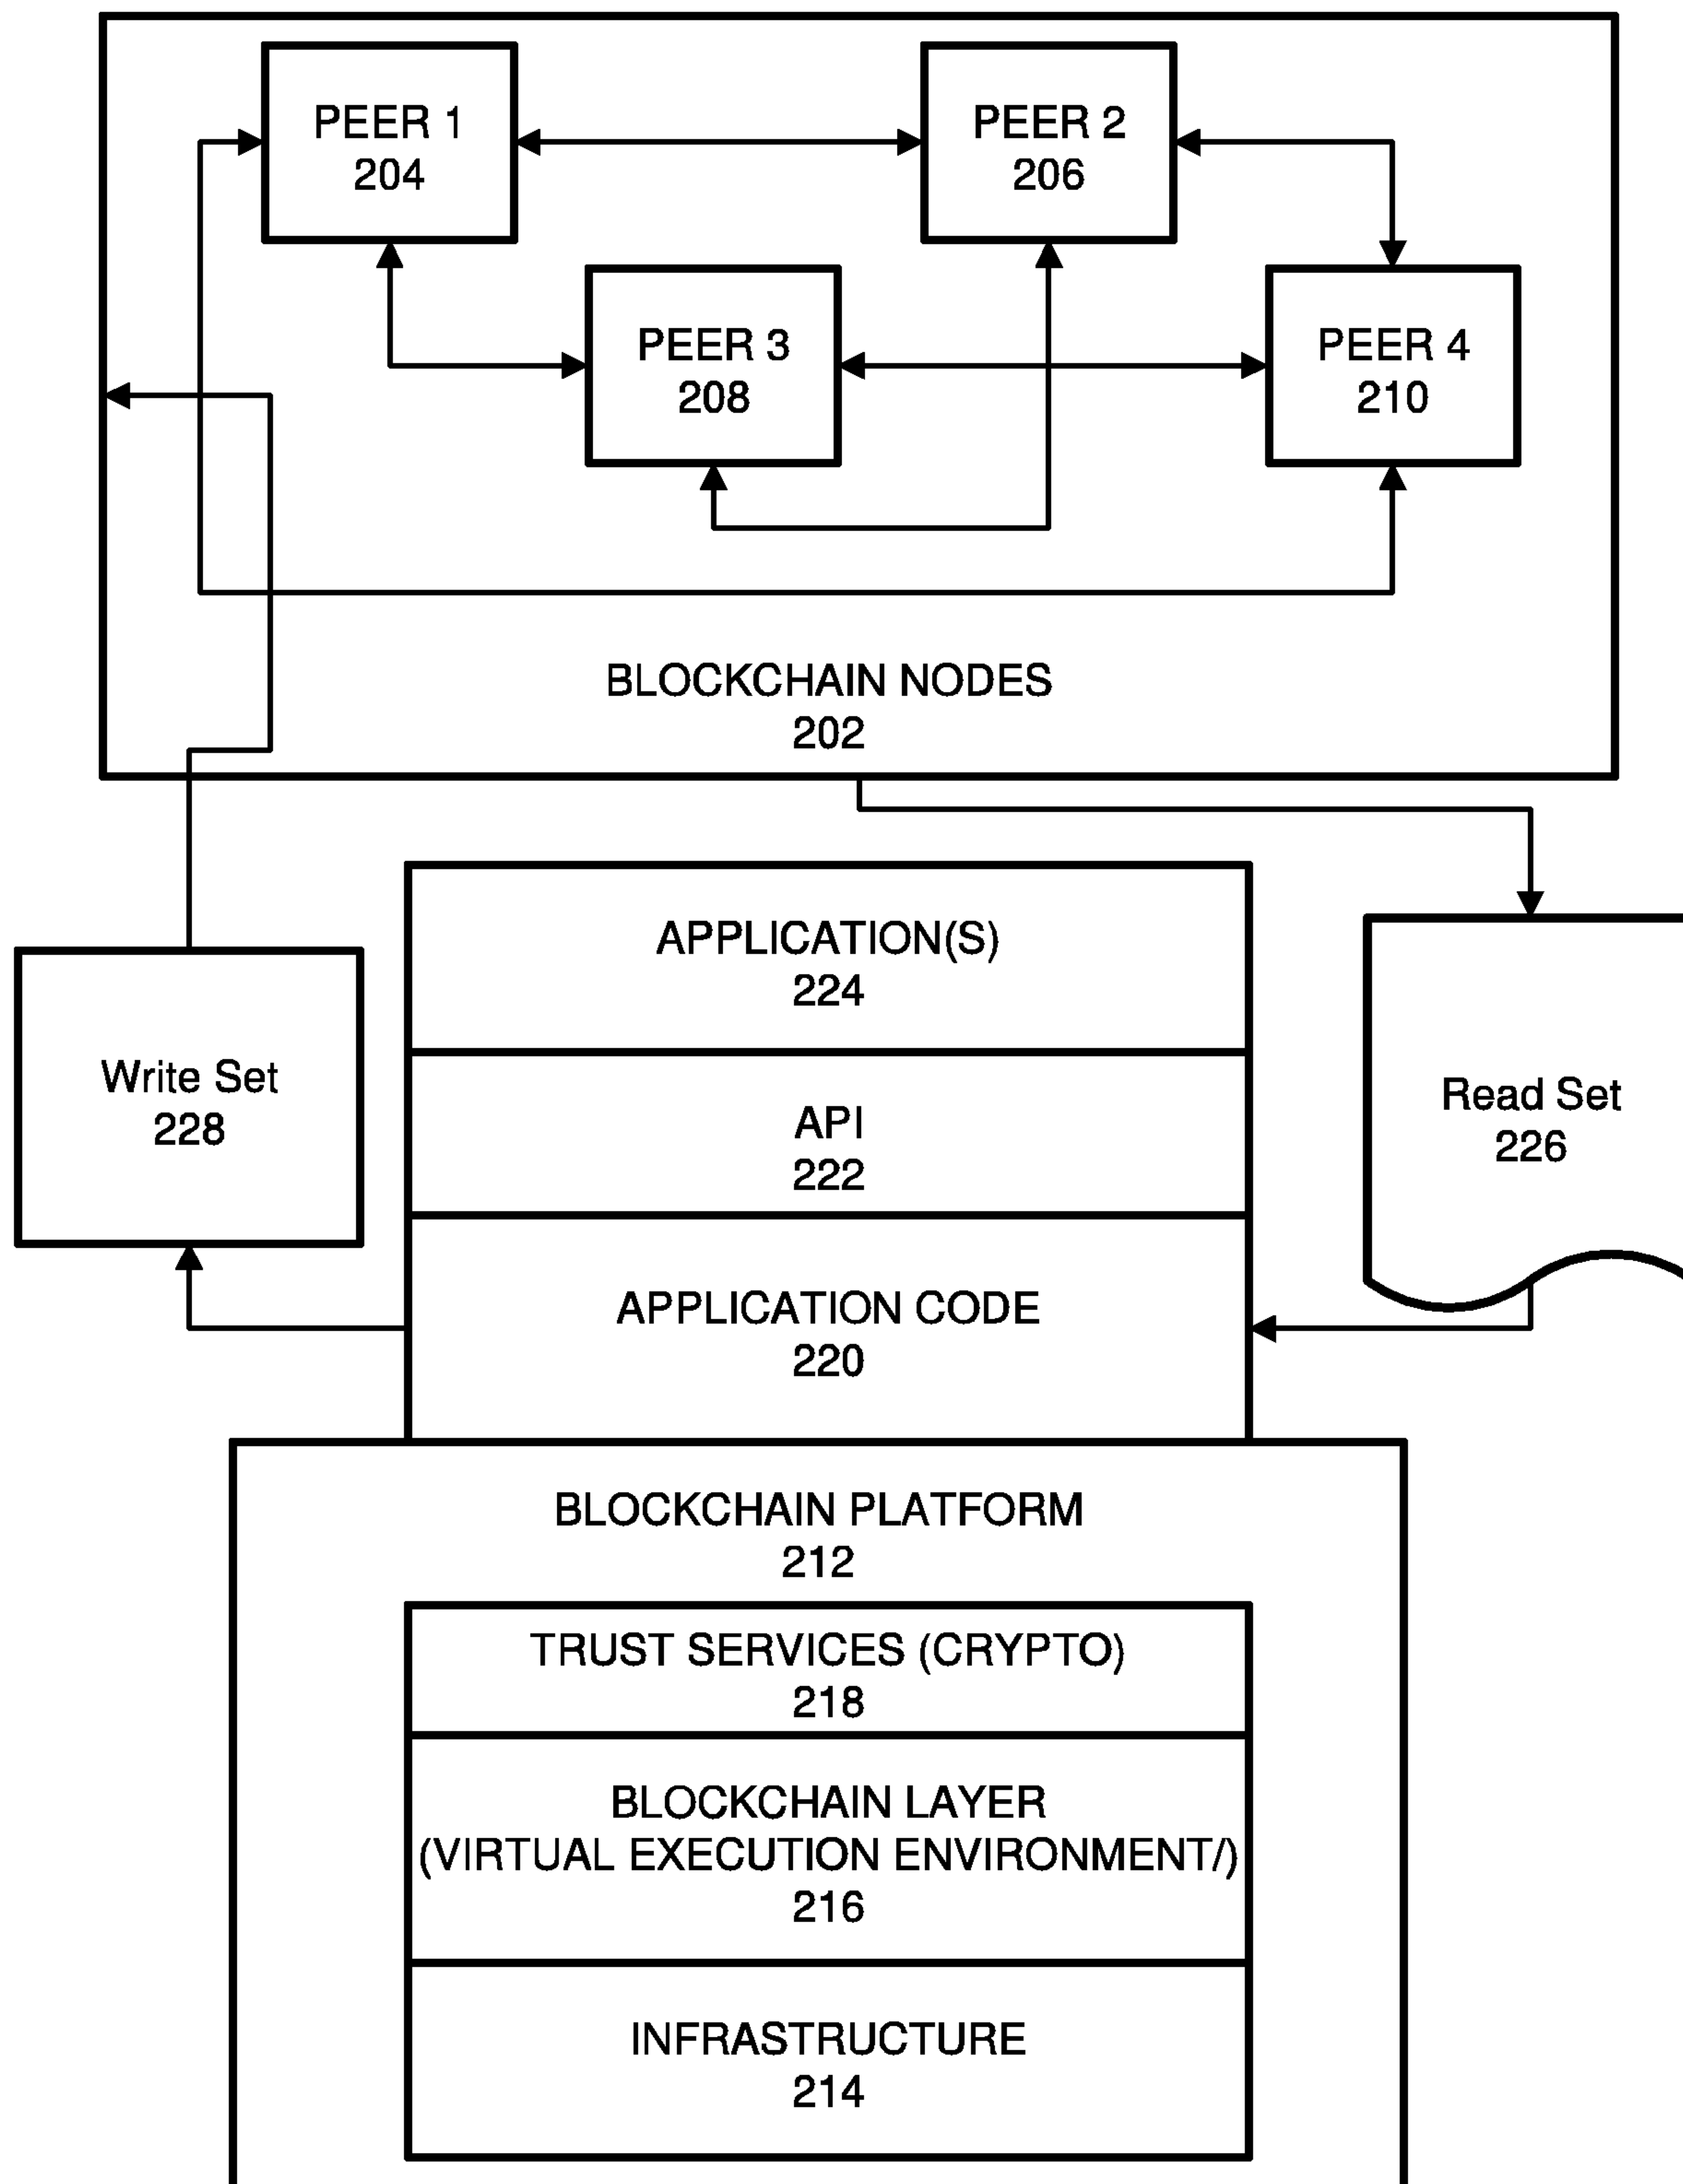 PEER 1
204
PEER 2
206
PEER 3
208
PEER 4
210
BLOCKCHAIN NODES
202
APPLICATION(S)
224
Write Set
228
API
222
Read Set
226
APPLICATION CODE
220
BLOCKCHAIN PLATFORM
212
TRUST SERVICES (CRYPTO)
218
BLOCKCHAIN LAYER
(VIRTUAL EXECUTION ENVIRONMENT/)
216
INFRASTRUCTURE
214